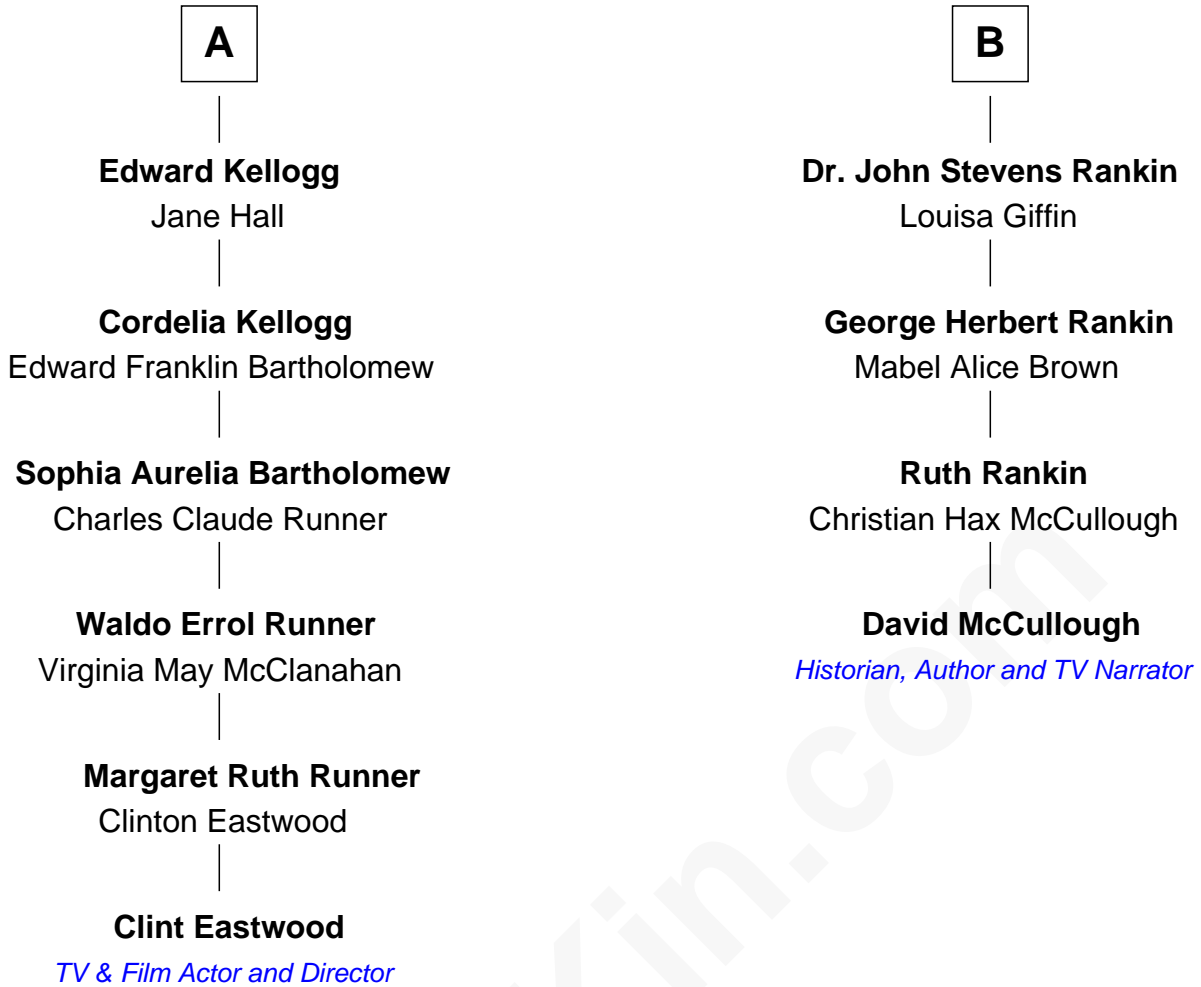 A
Edward Kellogg
Jane Hall
Cordelia Kellogg
Edward Franklin Bartholomew
Sophia Aurelia Bartholomew
Charles Claude Runner
Waldo Errol Runner
Virginia May McClanahan
Margaret Ruth Runner
Clinton Eastwood
Clint Eastwood
TV & Film Actor and Director
B
Dr. John Stevens Rankin
Louisa Giffin
George Herbert Rankin
Mabel Alice Brown
Ruth Rankin
Christian Hax McCullough
David McCullough
Historian, Author and TV Narrator